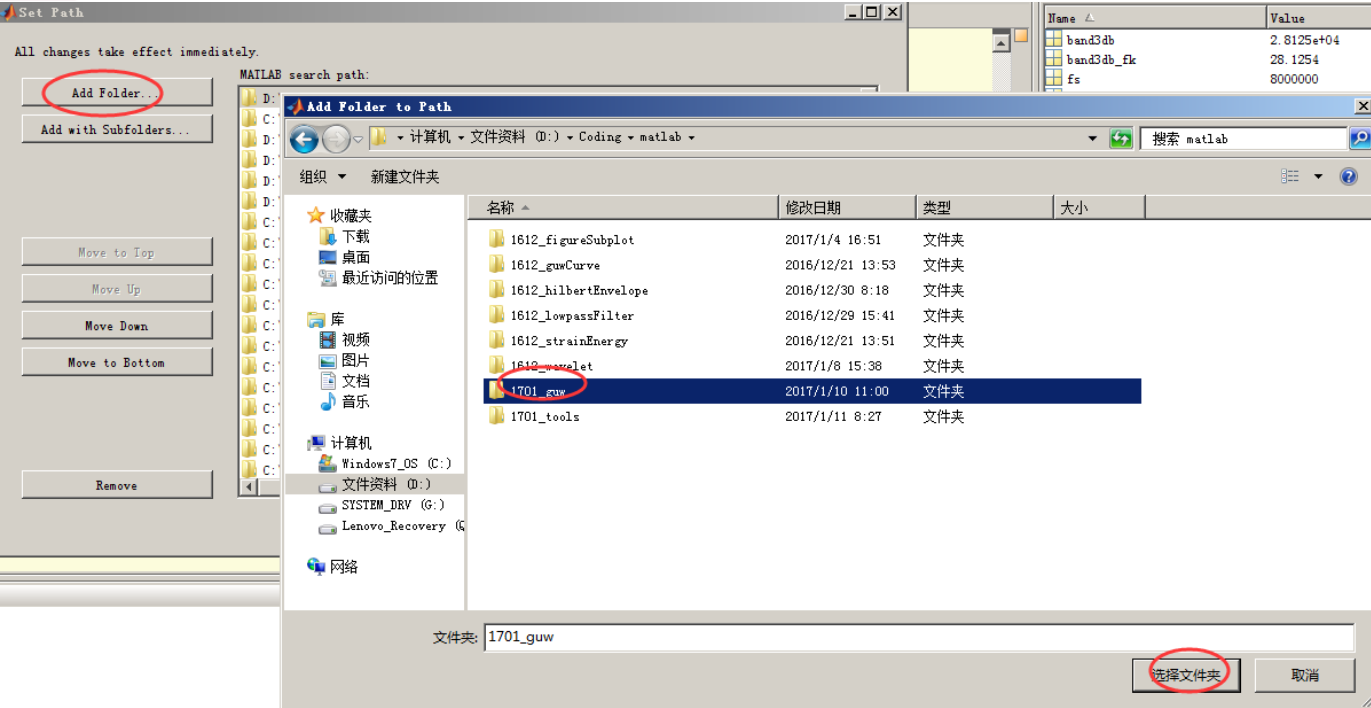 Set Path
All changes take effect immediately.
Add Folder...
Add with Subfolders...
Move to Top
Move Up
Move Down
Move to Bottom
Remove
MATLAB search path:
D:
C:
D:
D:
D:
D:
C:
C:
C:
C:
C:
C:
C:
C:
C:
C:
C:
C:
C:
Name
Value
band3db
2.8125e+04
band3db_fk
28.1254
fs
8000000
Add Folder to Path
计算机
文件资料 (D:)
Coding
matlab
搜索 matlab
组织
新建文件夹
收藏夹
下载
桌面
最近访问的位置
库
视频
图片
文档
音乐
计算机
Windows7_OS (C:)
文件资料 (D:)
SYSTEM_DRV (G:)
Lenovo_Recovery (Q
网络
名称
修改日期
类型
大小
1612_figureSubplot
2017/1/4 16:51
文件夹
1612_guwCurve
2016/12/21 13:53
文件夹
1612_hilbertEnvelope
2016/12/30 8:18
文件夹
1612_lowpassFilter
2016/12/29 15:41
文件夹
1612_strainEnergy
2016/12/21 13:51
文件夹
1612_wavelet
2017/1/8 15:38
文件夹
1701_guw
2017/1/10 11:00
文件夹
1701_tools
2017/1/11 8:27
文件夹
文件夹:
1701_guw
选择文件夹
取消